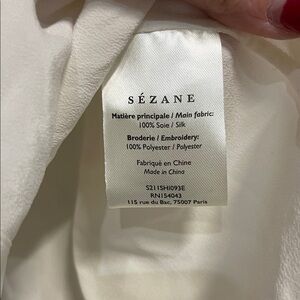 SÉZANE
Matière principale / Main fabric:
100% Soie / Silk
Broderie / Embroidery:
100% Polyester / Polyester
Fabriqué en Chine
Made in China
S211SHI093E
RN154043
115 rue du Bac, 75007 Paris